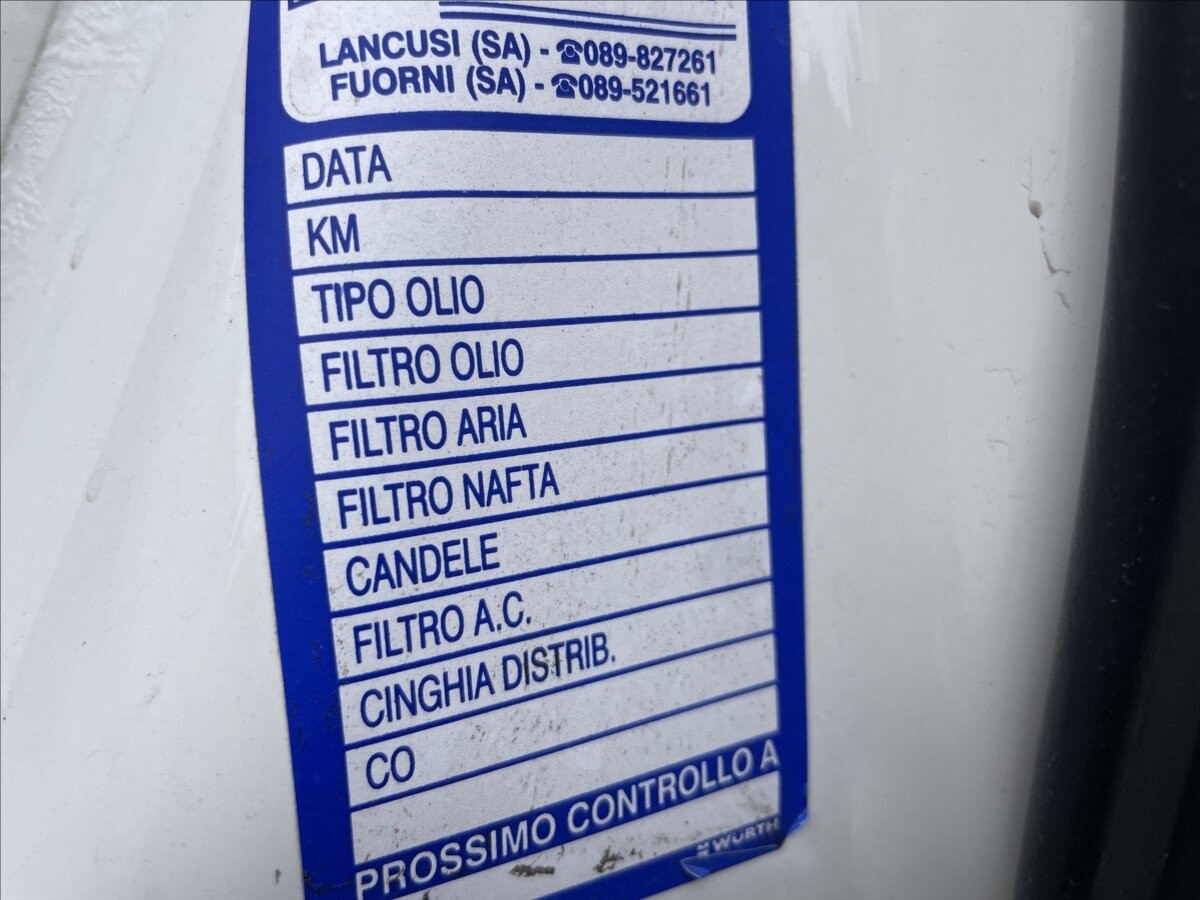 LANCUSI (SA) - ☎089-827261
FUORNI (SA) - ☎089-521661
DATA
KM
TIPO OLIO
FILTRO OLIO
FILTRO ARIA
FILTRO NAFTA
CANDELE
FILTRO A.C.
CINGHIA DISTRIB.
CO
PROSSIMO CONTROLLO A
WÜRTH